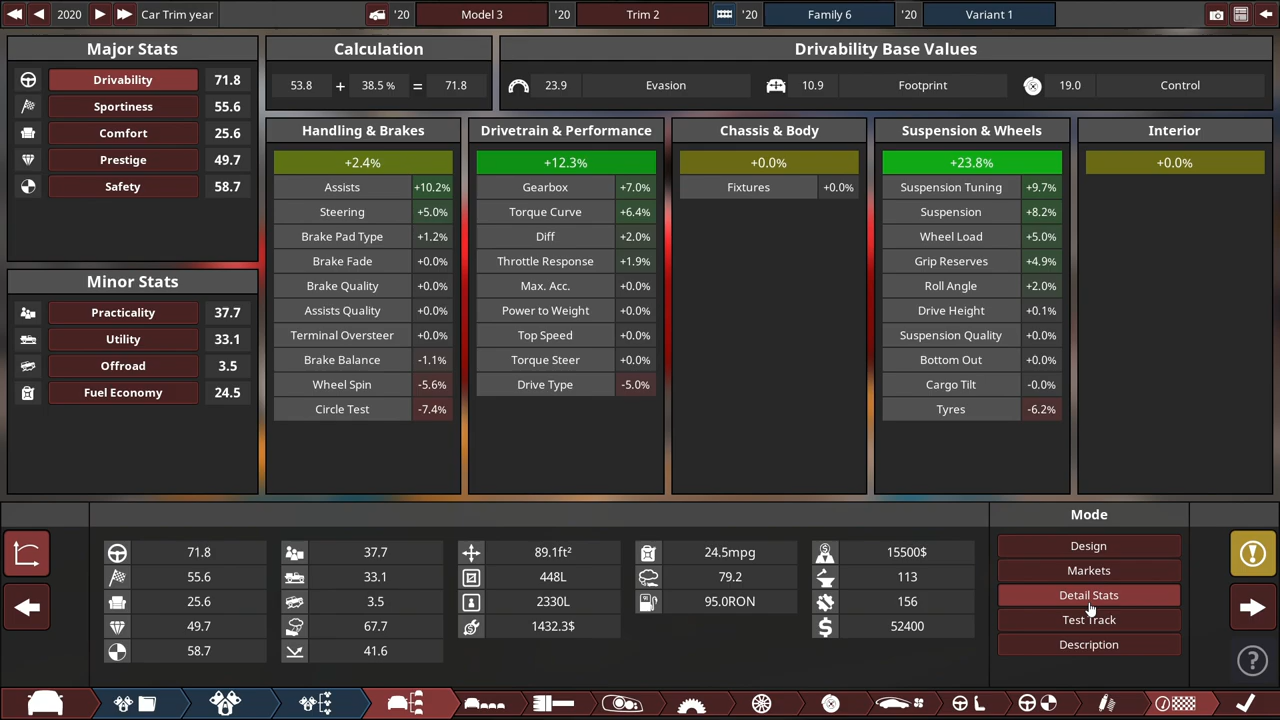 2020 Car Trim year '20 Model 3 '20 Trim 2 '20 Family 6 '20 Variant 1
Major Stats
Drivability 71.8
Sportiness 55.6
Comfort 25.6
Prestige 49.7
Safety 58.7
Minor Stats
Practicality 37.7
Utility 33.1
Offroad 3.5
Fuel Economy 24.5
Calculation
53.8 + 38.5 % = 71.8
Drivability Base Values
23.9 Evasion 10.9 Footprint 19.0 Control
Handling & Brakes
+2.4%
Assists +10.2%
Steering +5.0%
Brake Pad Type +1.2%
Brake Fade +0.0%
Brake Quality +0.0%
Assists Quality +0.0%
Terminal Oversteer +0.0%
Brake Balance -1.1%
Wheel Spin -5.6%
Circle Test -7.4%
Drivetrain & Performance
+12.3%
Gearbox +7.0%
Torque Curve +6.4%
Diff +2.0%
Throttle Response +1.9%
Max. Acc. +0.0%
Power to Weight +0.0%
Top Speed +0.0%
Torque Steer +0.0%
Drive Type -5.0%
Chassis & Body
+0.0%
Fixtures +0.0%
Suspension & Wheels
+23.8%
Suspension Tuning +9.7%
Suspension +8.2%
Wheel Load +5.0%
Grip Reserves +4.9%
Roll Angle +2.0%
Drive Height +0.1%
Suspension Quality +0.0%
Bottom Out +0.0%
Cargo Tilt -0.0%
Tyres -6.2%
Interior
+0.0%
71.8 37.7 89.1ft² 24.5mpg 15500$
55.6 33.1 448L 79.2 113
25.6 3.5 2330L 95.0RON 156
49.7 67.7 1432.3$ 52400
58.7 41.6
Mode
Design
Markets
Detail Stats
Test Track
Description